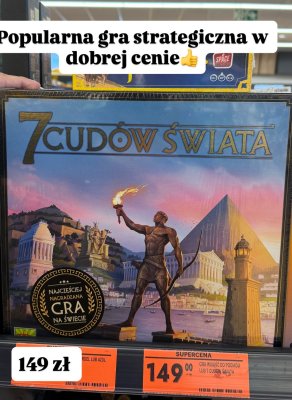 Popularna gra strategiczna w
dobrej cenie👍
7 CUDÓW ŚWIATA
NAJCZĘŚCIEJ
NAGRADZANA
GRA
NA ŚWIECIE
149 zł
SUPERCENA
149 00